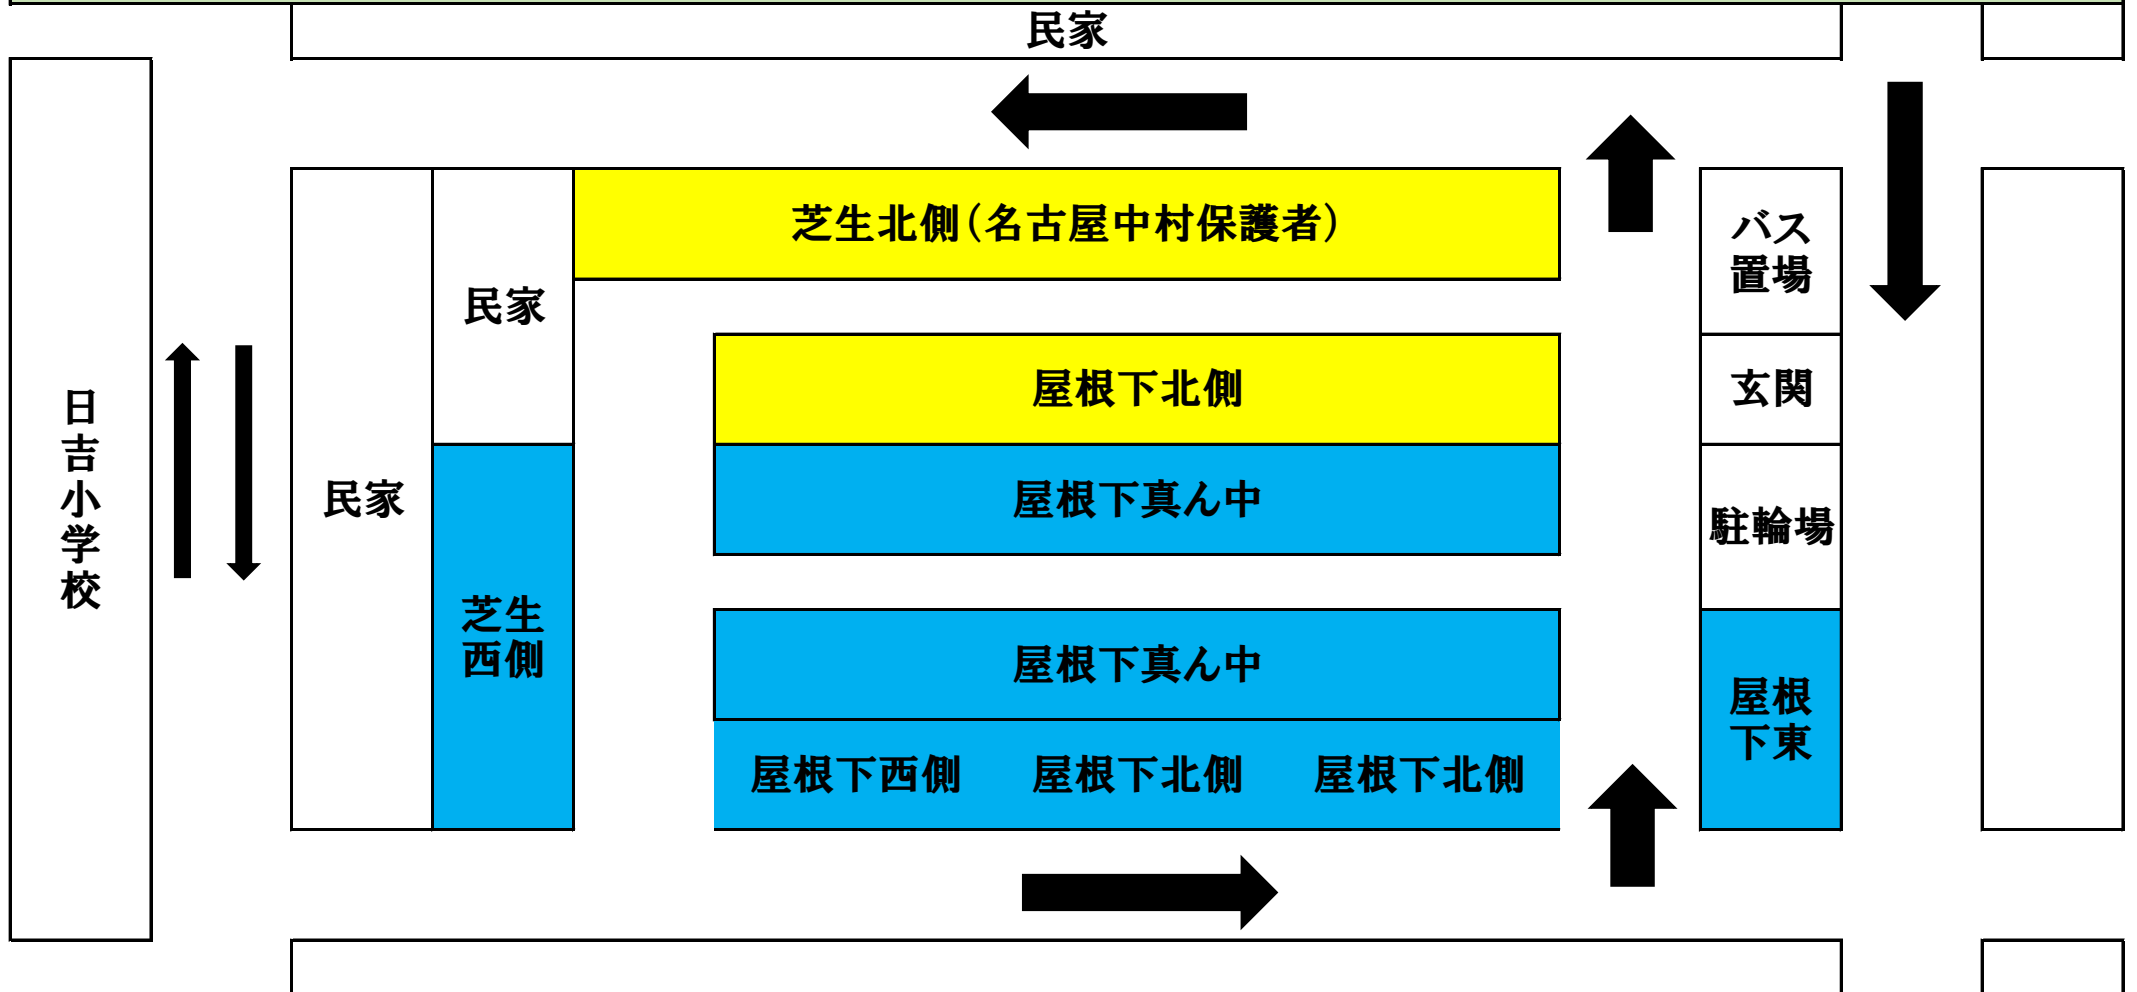 民家
芝生北側(名古屋中村保護者)
バス
置場
民家
屋根下北側
玄関
日吉小学校
民家
屋根下真ん中
駐輪場
芝生
西側
屋根下真ん中
屋根
下東
屋根下西側 屋根下北側 屋根下北側